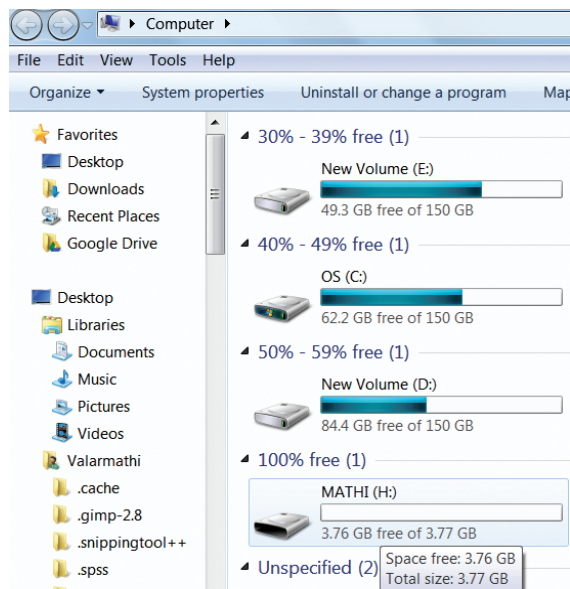 Computer
File Edit View Tools Help
Organize System properties Uninstall or change a program Map
Favorites
Desktop
Downloads
Recent Places
Google Drive
Desktop
Libraries
Documents
Music
Pictures
Videos
Valarmathi
.cache
.gimp-2.8
.snippingtool++
.spss
30% - 39% free (1)
New Volume (E:)
49.3 GB free of 150 GB
40% - 49% free (1)
OS (C:)
62.2 GB free of 150 GB
50% - 59% free (1)
New Volume (D:)
84.4 GB free of 150 GB
100% free (1)
MATHI (H:)
3.76 GB free of 3.77 GB
Space free: 3.76 GB
Total size: 3.77 GB
Unspecified (2)